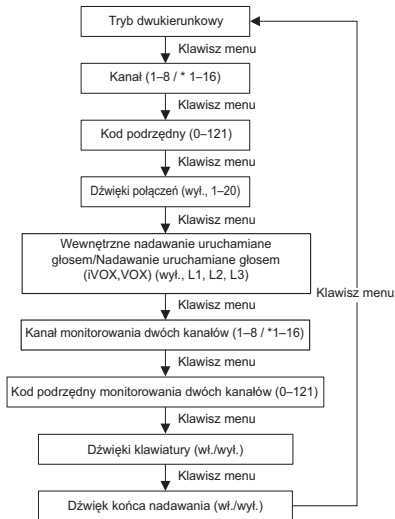 Tryb dwukierunkowy
Klawisz menu
Kanał (1–8 / * 1–16)
Klawisz menu
Kod podrzędny (0–121)
Klawisz menu
Dźwięki połączeń (wył., 1–20)
Klawisz menu
Wewnętrzne nadawanie uruchamiane
głosem/Nadawanie uruchamiane głosem
(iVOX,VOX) (wył., L1, L2, L3)
Klawisz menu
Klawisz menu
Kanał monitorowania dwóch kanałów (1–8 / *1–16)
Klawisz menu
Kod podrzędny monitorowania dwóch kanałów (0–121)
Klawisz menu
Dźwięki klawiatury (wł./wył.)
Klawisz menu
Dźwięk końca nadawania (wł./wył.)